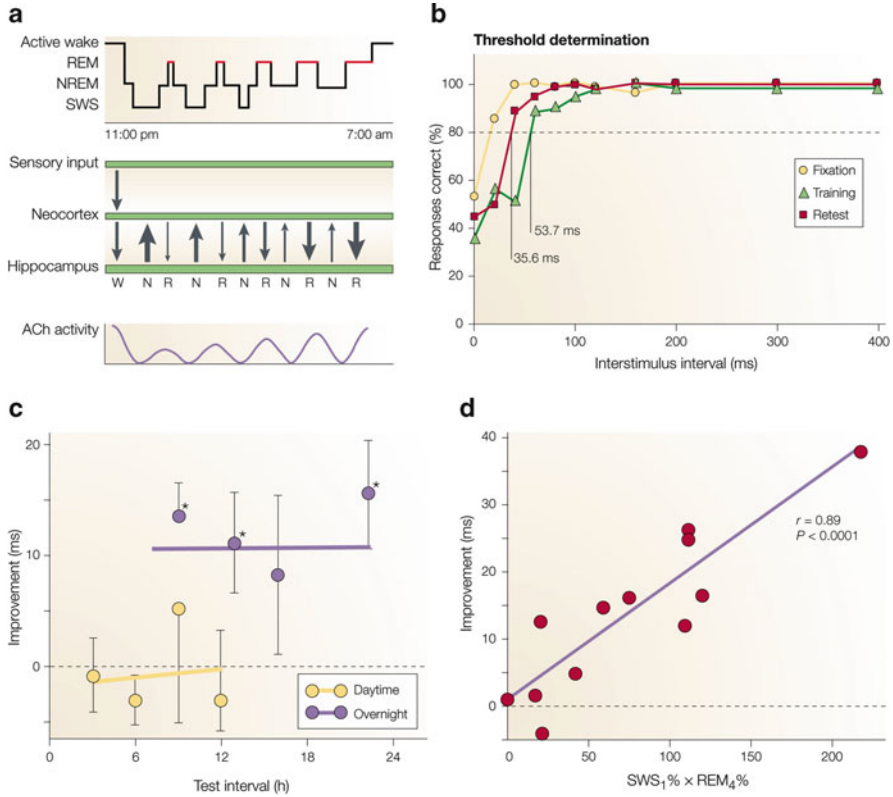 a
Active wake
REM
NREM
SWS
11:00 pm 7:00 am
Sensory input
Neocortex
Hippocampus
W N R N R N R N R N R
ACh activity
b
Threshold determination
Responses correct (%)
100
80
60
40
20
0
Fixation
Training
Retest
53.7 ms
35.6 ms
0 100 200 300 400
Interstimulus interval (ms)
c
Improvement (ms)
20
10
0
*
*
*
Daytime
Overnight
0 6 12 18 24
Test interval (h)
d
Improvement (ms)
40
30
20
10
0
r = 0.89
P < 0.0001
0 50 100 150 200
SWS₁% × REM₄%